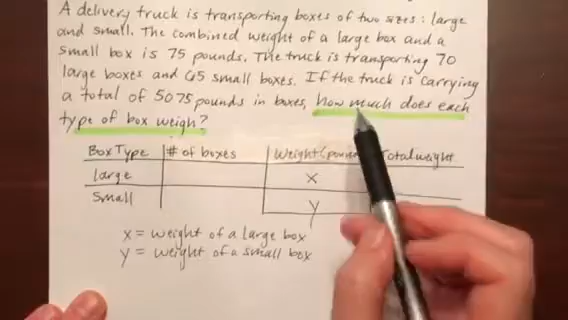 A delivery truck is transporting boxes of two sizes: large
and small. The combined weight of a large box and a
small box is 75 pounds. The truck is transporting 70
large boxes and 65 small boxes. If the truck is carrying
a total of 5075 pounds in boxes, how much does each
type of box weigh?
Box Type # of boxes Weight Total weight
large x
Small y
x = weight of a large box
y = weight of a small box